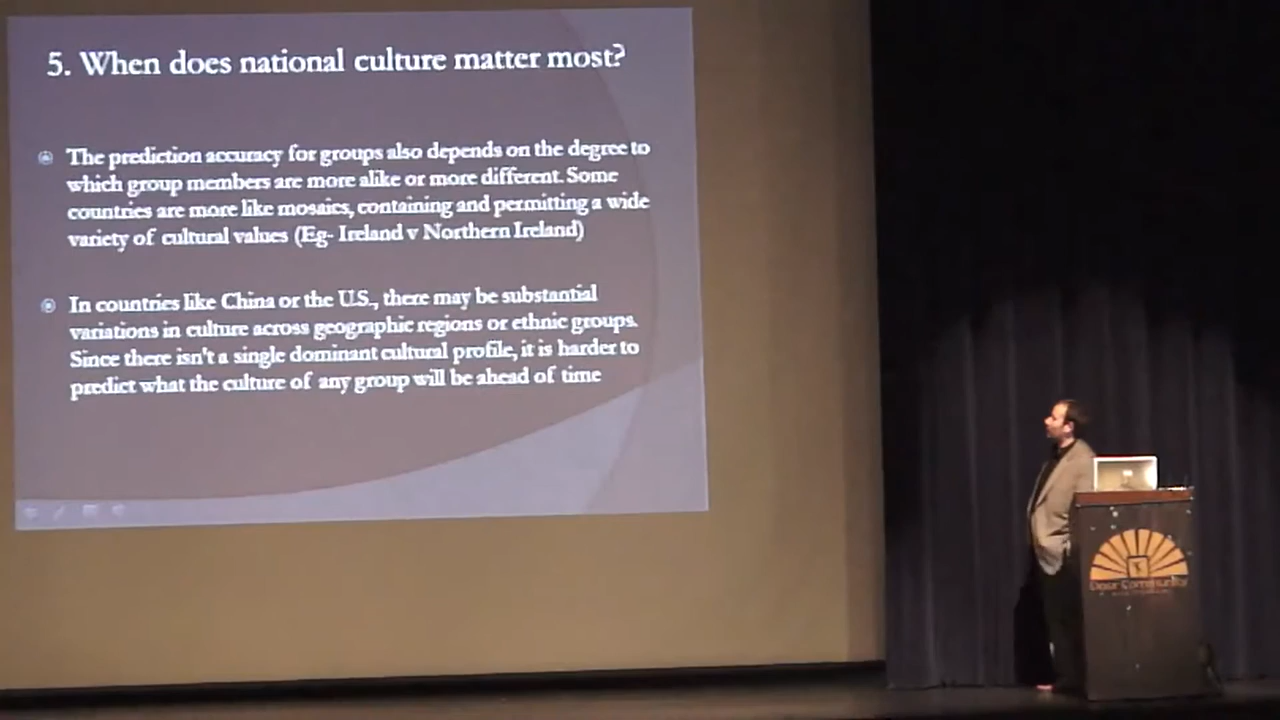 5. When does national culture matter most?
The prediction accuracy for groups also depends on the degree to
which group members are more alike or more different. Some
countries are more like mosaics, containing and permitting a wide
variety of cultural values (Eg- Ireland v Northern Ireland)
In countries like China or the U.S., there may be substantial
variations in culture across geographic regions or ethnic groups.
Since there isn't a single dominant cultural profile, it is harder to
predict what the culture of any group will be ahead of time
Door Community